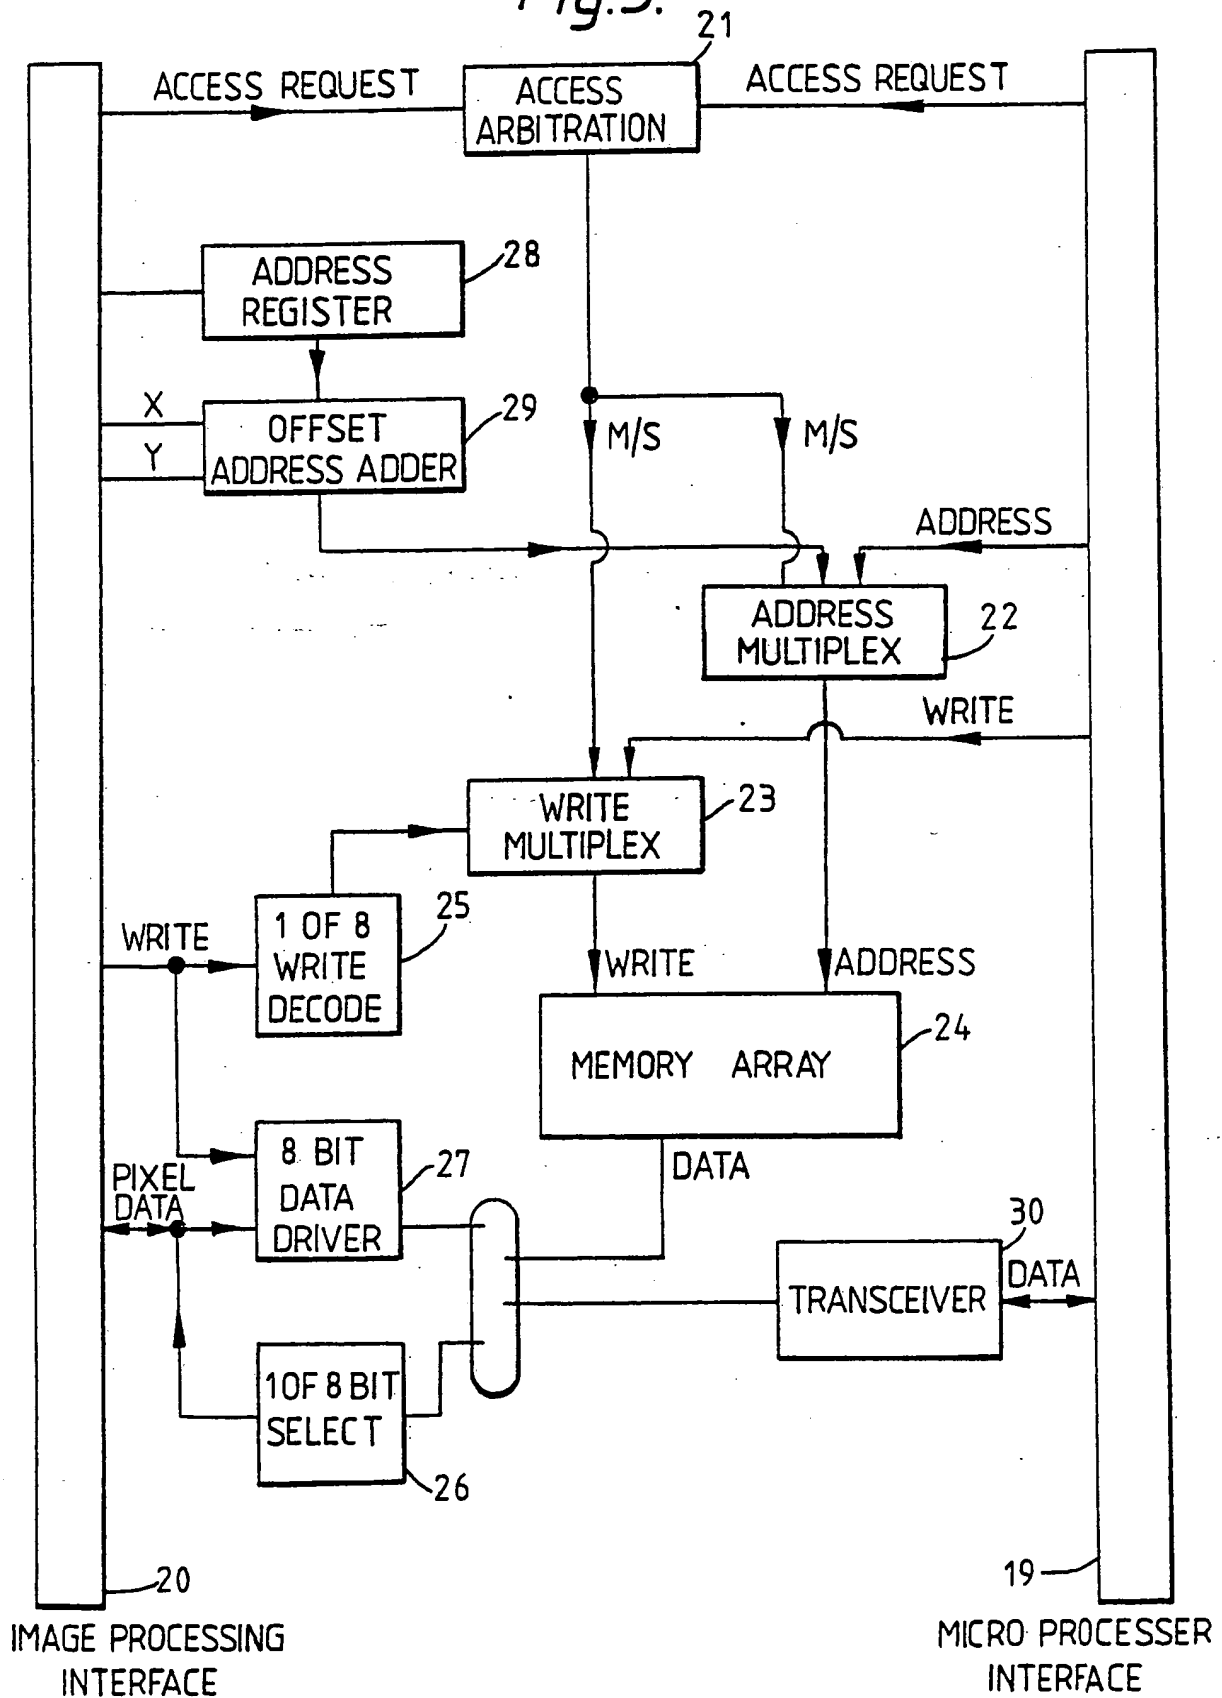 Fig.5.
21
ACCESS REQUEST
ACCESS
ARBITRATION
ACCESS REQUEST
28
ADDRESS
REGISTER
X
Y
29
OFFSET
ADDRESS ADDER
M/S
M/S
ADDRESS
ADDRESS
MULTIPLEX
22
WRITE
WRITE
MULTIPLEX
23
25
WRITE
1 OF 8
WRITE
DECODE
WRITE
ADDRESS
24
MEMORY ARRAY
8 BIT
DATA
DRIVER
27
PIXEL
DATA
DATA
30
TRANSCEIVER
DATA
1 OF 8 BIT
SELECT
26
20
19
IMAGE PROCESSING
INTERFACE
MICRO PROCESSER
INTERFACE